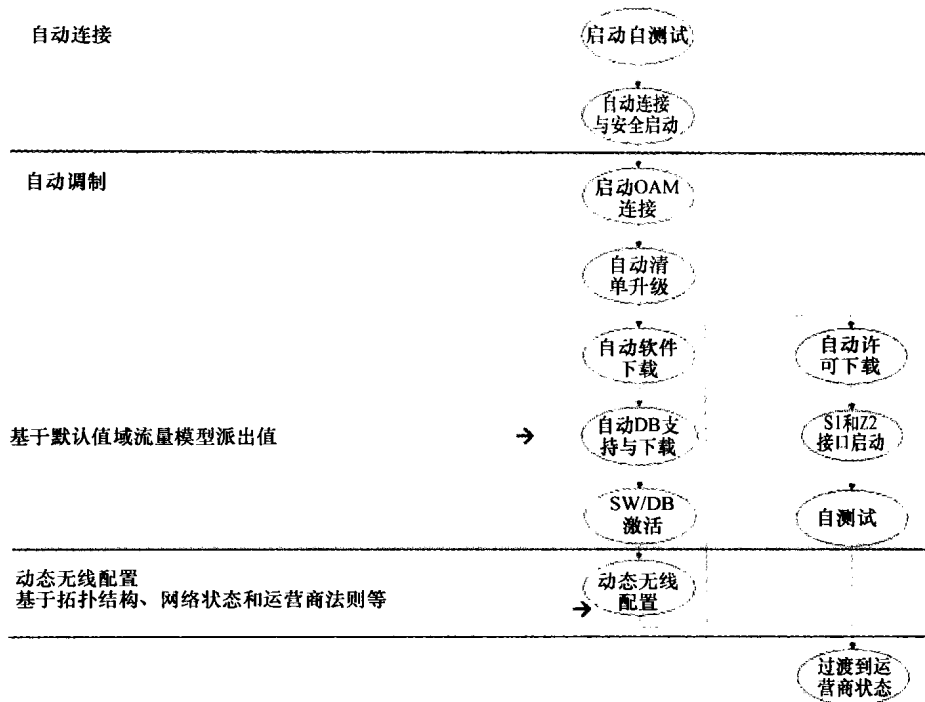 自动连接
启动自测试
自动连接
与安全启动
自动调制
启动OAM
连接
自动清
单升级
自动软件
下载
自动许
可下载
基于默认值域流量模型派出值
自动DB支
持与下载
S1和Z2
接口启动
SW/DB
激活
自测试
动态无线配置
基于拓扑结构、网络状态和运营商法则等
动态无线
配置
过渡到运
营商状态